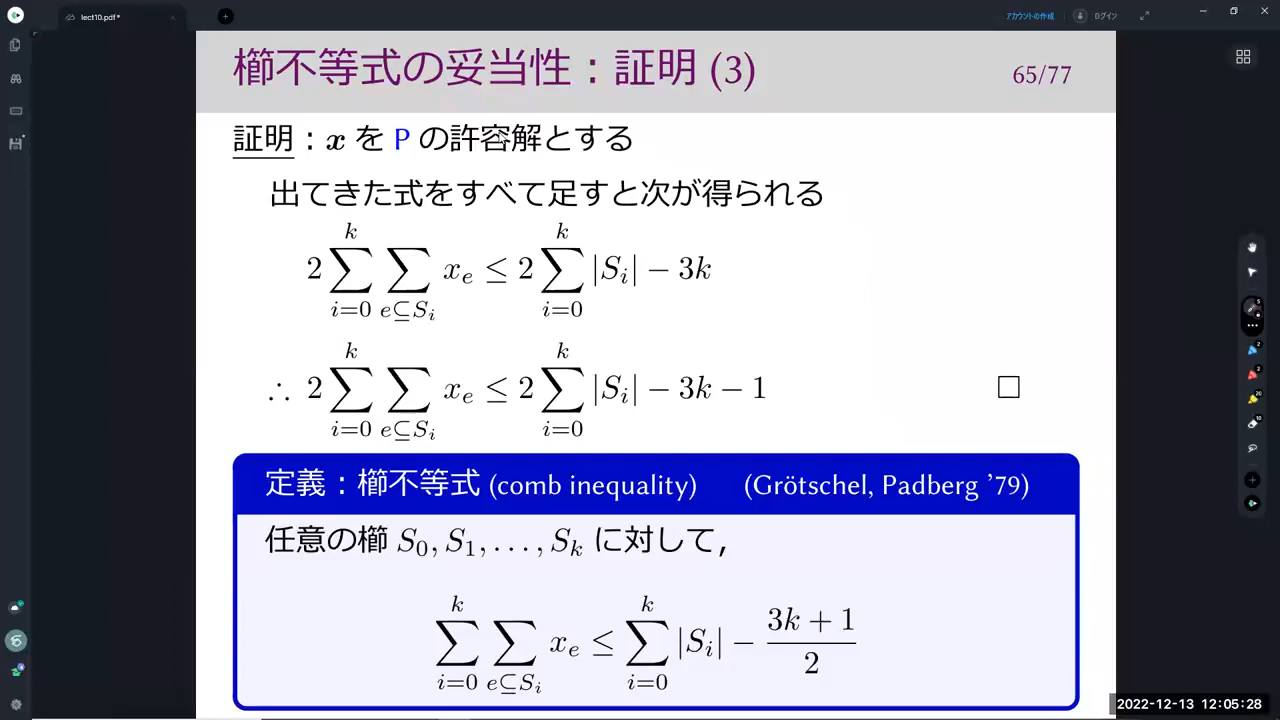 lect10.pdf*
アカウントの作成 ログイン
櫛不等式の妥当性：証明 (3) 65/77
証明：x を P の許容解とする
出てきた式をすべて足すと次が得られる
2 ∑_{i=0}^{k} ∑_{e⊆S_i} x_e ≤ 2 ∑_{i=0}^{k} |S_i| − 3k
∴ 2 ∑_{i=0}^{k} ∑_{e⊆S_i} x_e ≤ 2 ∑_{i=0}^{k} |S_i| − 3k − 1 □
定義：櫛不等式 (comb inequality) (Grötschel, Padberg ’79)
任意の櫛 S_0, S_1, . . . , S_k に対して,
∑_{i=0}^{k} ∑_{e⊆S_i} x_e ≤ ∑_{i=0}^{k} |S_i| − \frac{3k + 1}{2}
2022-12-13 12:05:28